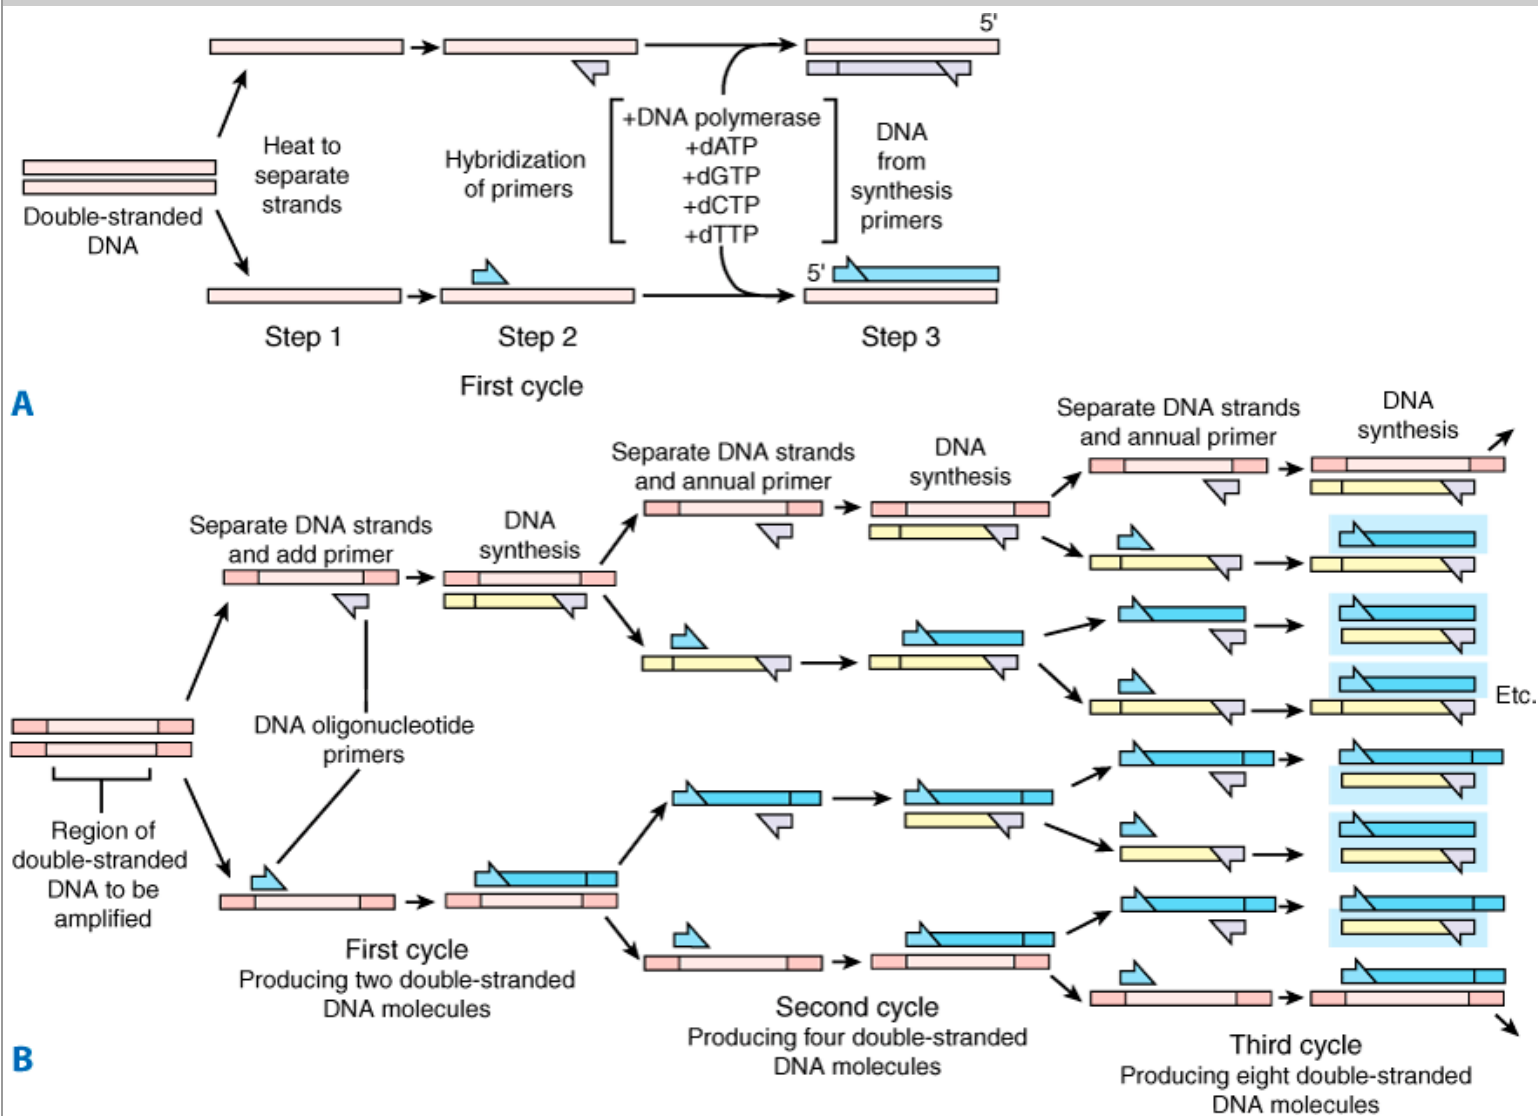 5'
+DNA polymerase
+dATP
+dGTP
+dCTP
+dTTP
Heat to
separate
strands
Hybridization
of primers
DNA
from
synthesis
primers
Double-stranded
DNA
5'
Step 1
Step 2
Step 3
First cycle
A
Separate DNA strands
and add primer
DNA
synthesis
Separate DNA strands
and annual primer
DNA
synthesis
Separate DNA strands
and annual primer
DNA
synthesis
DNA oligonucleotide
primers
Etc.
Region of
double-stranded
DNA to be
amplified
First cycle
Producing two double-stranded
DNA molecules
Second cycle
Producing four double-stranded
DNA molecules
Third cycle
Producing eight double-stranded
DNA molecules
B